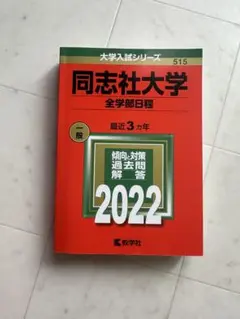 大学入試シリーズ
515
同志社大学
全学部日程
一般
最近3カ年
傾向と対策
過去問
解答
2022
教学社